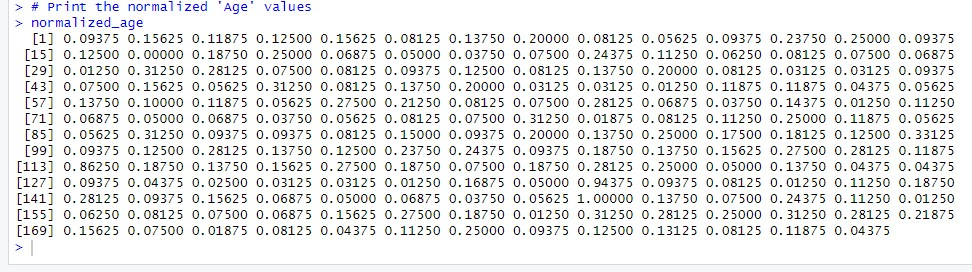 > # Print the normalized 'Age' values
> normalized_age
[1] 0.09375 0.15625 0.11875 0.12500 0.15625 0.08125 0.13750 0.20000 0.08125 0.05625 0.09375 0.23750 0.25000 0.09375
[15] 0.12500 0.00000 0.18750 0.25000 0.06875 0.05000 0.03750 0.07500 0.24375 0.11250 0.06250 0.08125 0.07500 0.06875
[29] 0.01250 0.31250 0.28125 0.07500 0.08125 0.09375 0.12500 0.08125 0.13750 0.20000 0.08125 0.03125 0.03125 0.09375
[43] 0.07500 0.15625 0.05625 0.31250 0.08125 0.13750 0.20000 0.03125 0.03125 0.01250 0.11875 0.11875 0.04375 0.05625
[57] 0.13750 0.10000 0.11875 0.05625 0.27500 0.21250 0.08125 0.07500 0.28125 0.06875 0.03750 0.14375 0.01250 0.11250
[71] 0.06875 0.05000 0.06875 0.03750 0.05625 0.08125 0.07500 0.31250 0.01875 0.08125 0.11250 0.25000 0.11875 0.05625
[85] 0.05625 0.31250 0.09375 0.09375 0.08125 0.15000 0.09375 0.20000 0.13750 0.25000 0.17500 0.18125 0.12500 0.33125
[99] 0.09375 0.12500 0.28125 0.13750 0.12500 0.23750 0.24375 0.09375 0.18750 0.13750 0.15625 0.27500 0.28125 0.11875
[113] 0.86250 0.18750 0.13750 0.15625 0.27500 0.18750 0.07500 0.18750 0.28125 0.25000 0.05000 0.13750 0.04375 0.04375
[127] 0.09375 0.04375 0.02500 0.03125 0.03125 0.01250 0.16875 0.05000 0.94375 0.09375 0.08125 0.01250 0.11250 0.18750
[141] 0.28125 0.09375 0.15625 0.06875 0.05000 0.06875 0.03750 0.05625 1.00000 0.13750 0.07500 0.24375 0.11250 0.01250
[155] 0.06250 0.08125 0.07500 0.06875 0.15625 0.27500 0.18750 0.01250 0.31250 0.28125 0.25000 0.31250 0.28125 0.21875
[169] 0.15625 0.07500 0.01875 0.08125 0.04375 0.11250 0.25000 0.09375 0.12500 0.13125 0.08125 0.11875 0.04375
>